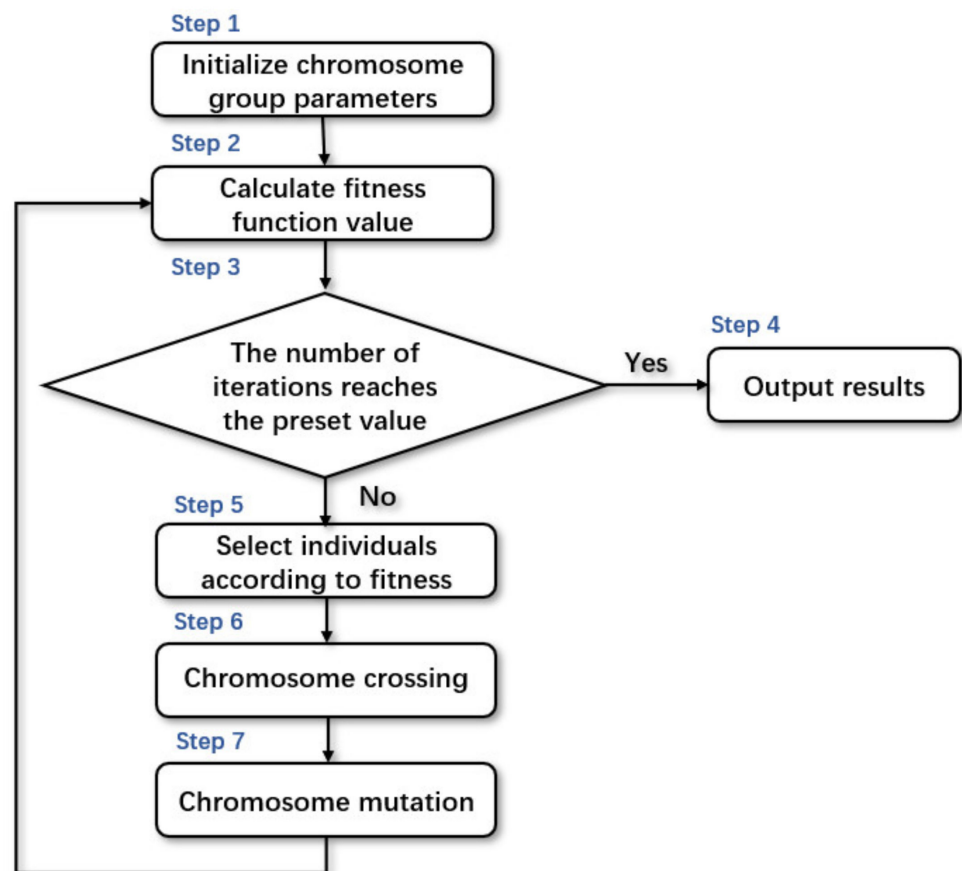 Step 1
Initialize chromosome
group parameters
Step 2
Calculate fitness
function value
Step 3
The number of
iterations reaches
the preset value
Yes
Step 4
Output results
No
Step 5
Select individuals
according to fitness
Step 6
Chromosome crossing
Step 7
Chromosome mutation